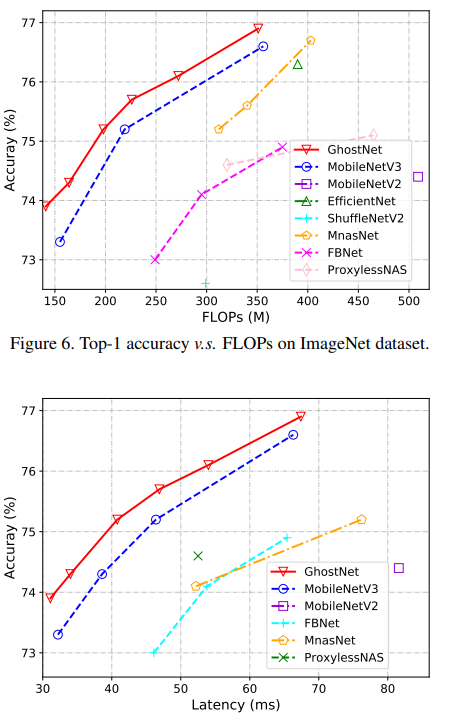 77
76
75
74
73
Accuray (%)
GhostNet
MobileNetV3
MobileNetV2
EfficientNet
ShuffleNetV2
MnasNet
FBNet
ProxylessNAS
150 200 250 300 350 400 450 500
FLOPs (M)
Figure 6. Top-1 accuracy v.s. FLOPs on ImageNet dataset.
77
76
75
74
73
Accuray (%)
GhostNet
MobileNetV3
MobileNetV2
FBNet
MnasNet
ProxylessNAS
30 40 50 60 70 80
Latency (ms)